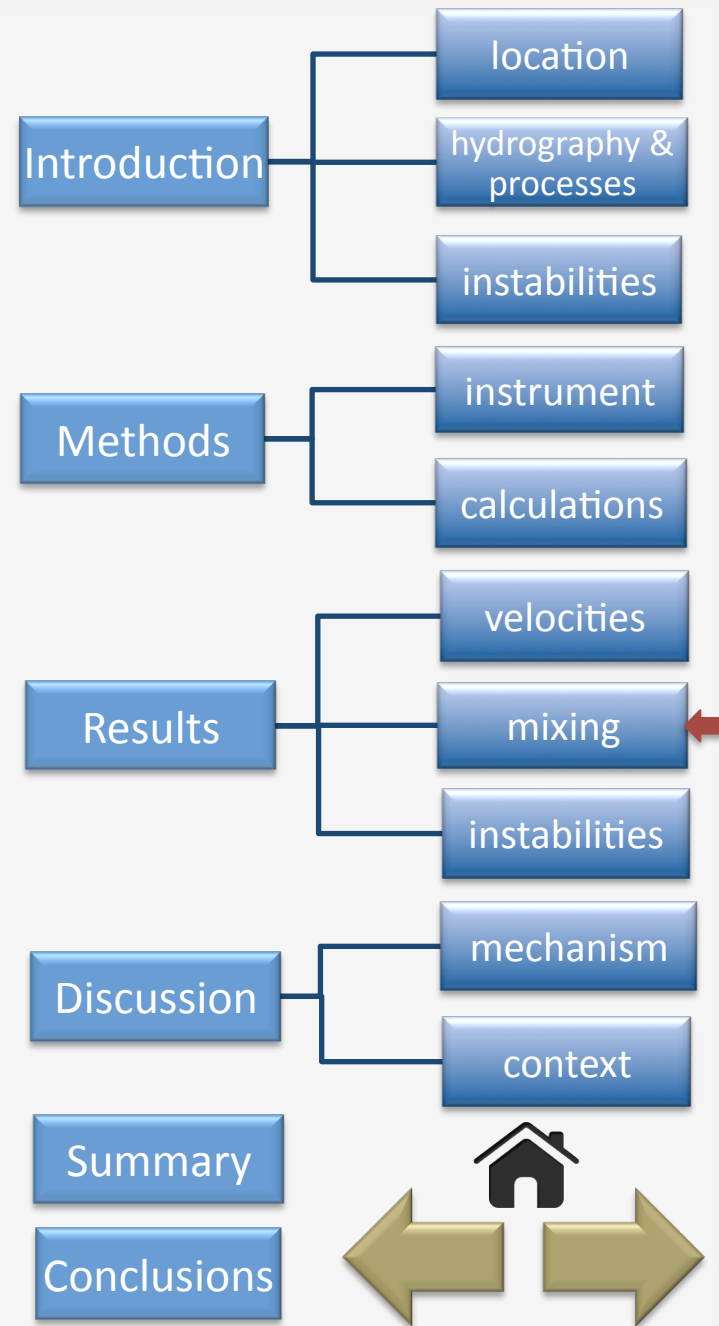 Introduction
location
hydrography &
processes
instabilities
Methods
instrument
calculations
Results
velocities
mixing
instabilities
Discussion
mechanism
context
Summary
Conclusions